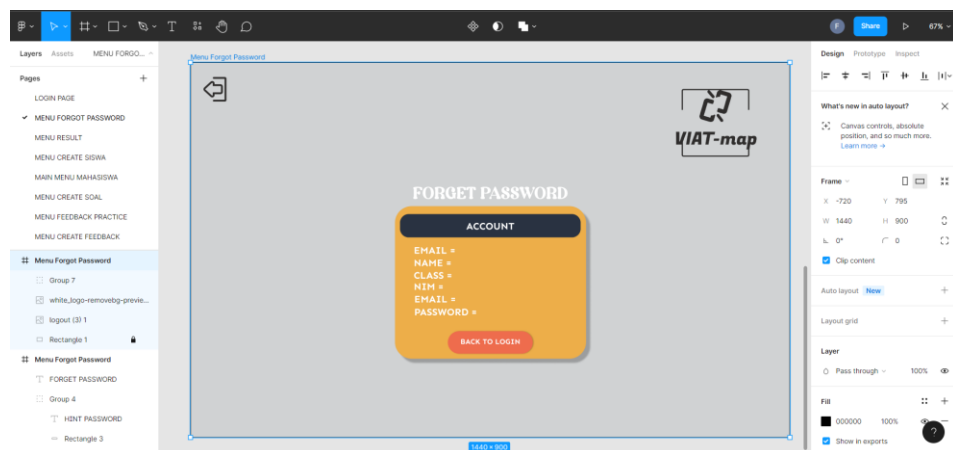 F
Share
67%
Layers
Assets
MENU FORGO...
Design
Prototype
Inspect
Pages
LOGIN PAGE
MENU FORGOT PASSWORD
MENU RESULT
MENU CREATE SISWA
MAIN MENU MAHASISWA
MENU CREATE SOAL
MENU FEEDBACK PRACTICE
MENU CREATE FEEDBACK
Menu Forgot Password
Group 7
white_logo-removebg-previe...
logout (3) 1
Rectangle 1
Menu Forgot Password
FORGET PASSWORD
Group 4
HINT PASSWORD
Rectangle 3
Menu Forgot Password
VIAT-map
FORGET PASSWORD
ACCOUNT
EMAIL =
NAME =
CLASS =
NIM =
EMAIL =
PASSWORD =
BACK TO LOGIN
1440 × 900
What's new in auto layout?
Canvas controls, absolute
position, and so much more.
Learn more →
Frame
X -720 Y 795
W 1440 H 900
0° 0
Clip content
Auto layout New
Layout grid
Layer
Pass through 100%
Fill
000000 100%
Show in exports
?